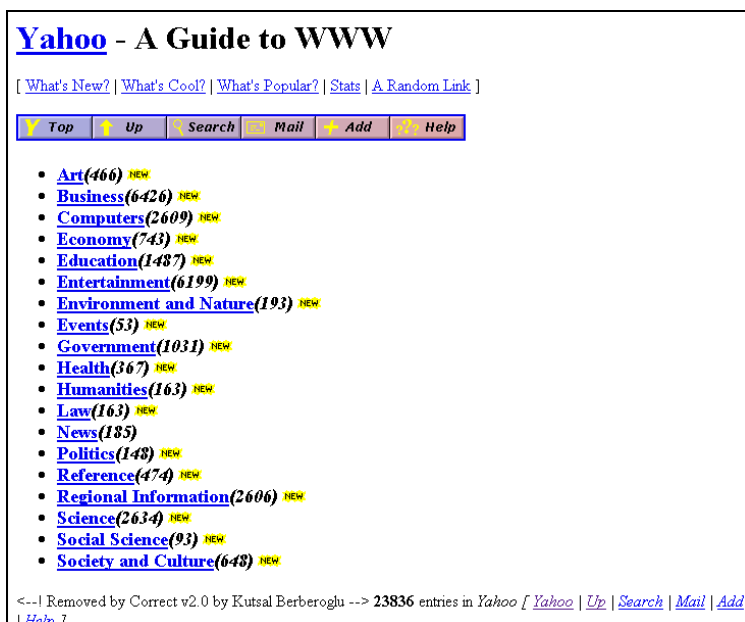 Yahoo - A Guide to WWW
[ What's New? | What's Cool? | What's Popular? | Stats | A Random Link ]
Y Top Up Search Mail + Add ??? Help
Art(466) NEW
Business(6426) NEW
Computers(2609) NEW
Economy(743) NEW
Education(1487) NEW
Entertainment(6199) NEW
Environment and Nature(193) NEW
Events(53) NEW
Government(1031) NEW
Health(367) NEW
Humanities(163) NEW
Law(163) NEW
News(185)
Politics(148) NEW
Reference(474) NEW
Regional Information(2606) NEW
Science(2634) NEW
Social Science(93) NEW
Society and Culture(648) NEW
<--! Removed by Correct v2.0 by Kutsal Berberoglu --> 23836 entries in Yahoo [ Yahoo | Up | Search | Mail | Add
| Help ]